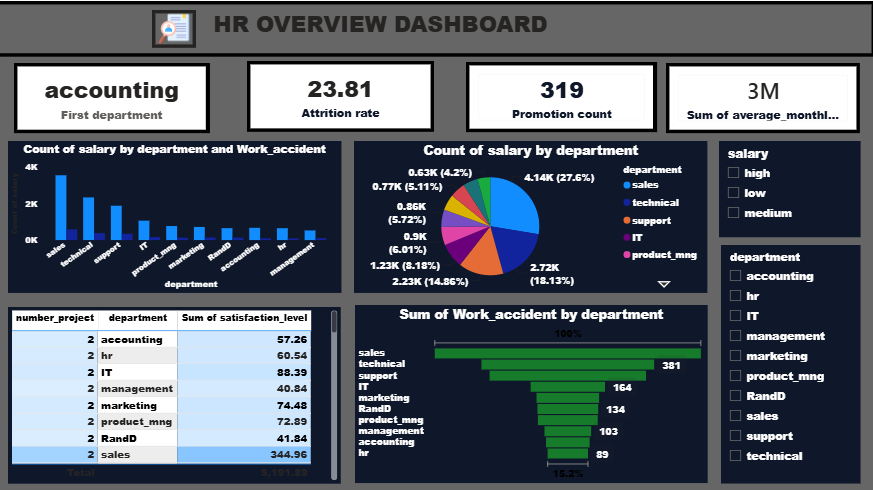 HR OVERVIEW DASHBOARD
accounting
First department
23.81
Attrition rate
319
Promotion count
3M
Sum of average_monthl...
Count of salary by department and Work_accident
4K
2K
0K
Count of salary
sales
technical
support
IT
product_mng
marketing
RandD
accounting
hr
management
department
Count of salary by department
4.14K (27.6%)
2.72K
(18.13%)
2.23K (14.86%)
1.23K (8.18%)
0.9K
(6.01%)
0.86K
(5.72%)
0.77K (5.11%)
0.63K (4.2%)
department
sales
technical
support
IT
product_mng
salary
high
low
medium
department
accounting
hr
IT
management
marketing
product_mng
RandD
sales
support
technical
number_project department Sum of satisfaction_level
2 accounting 57.26
2 hr 60.54
2 IT 88.39
2 management 40.84
2 marketing 74.48
2 product_mng 72.89
2 RandD 41.84
2 sales 344.96
Total 9,191.83
Sum of Work_accident by department
100%
sales
technical 381
support
IT 164
marketing
RandD 134
product_mng
management 103
accounting
hr 89
15.2%